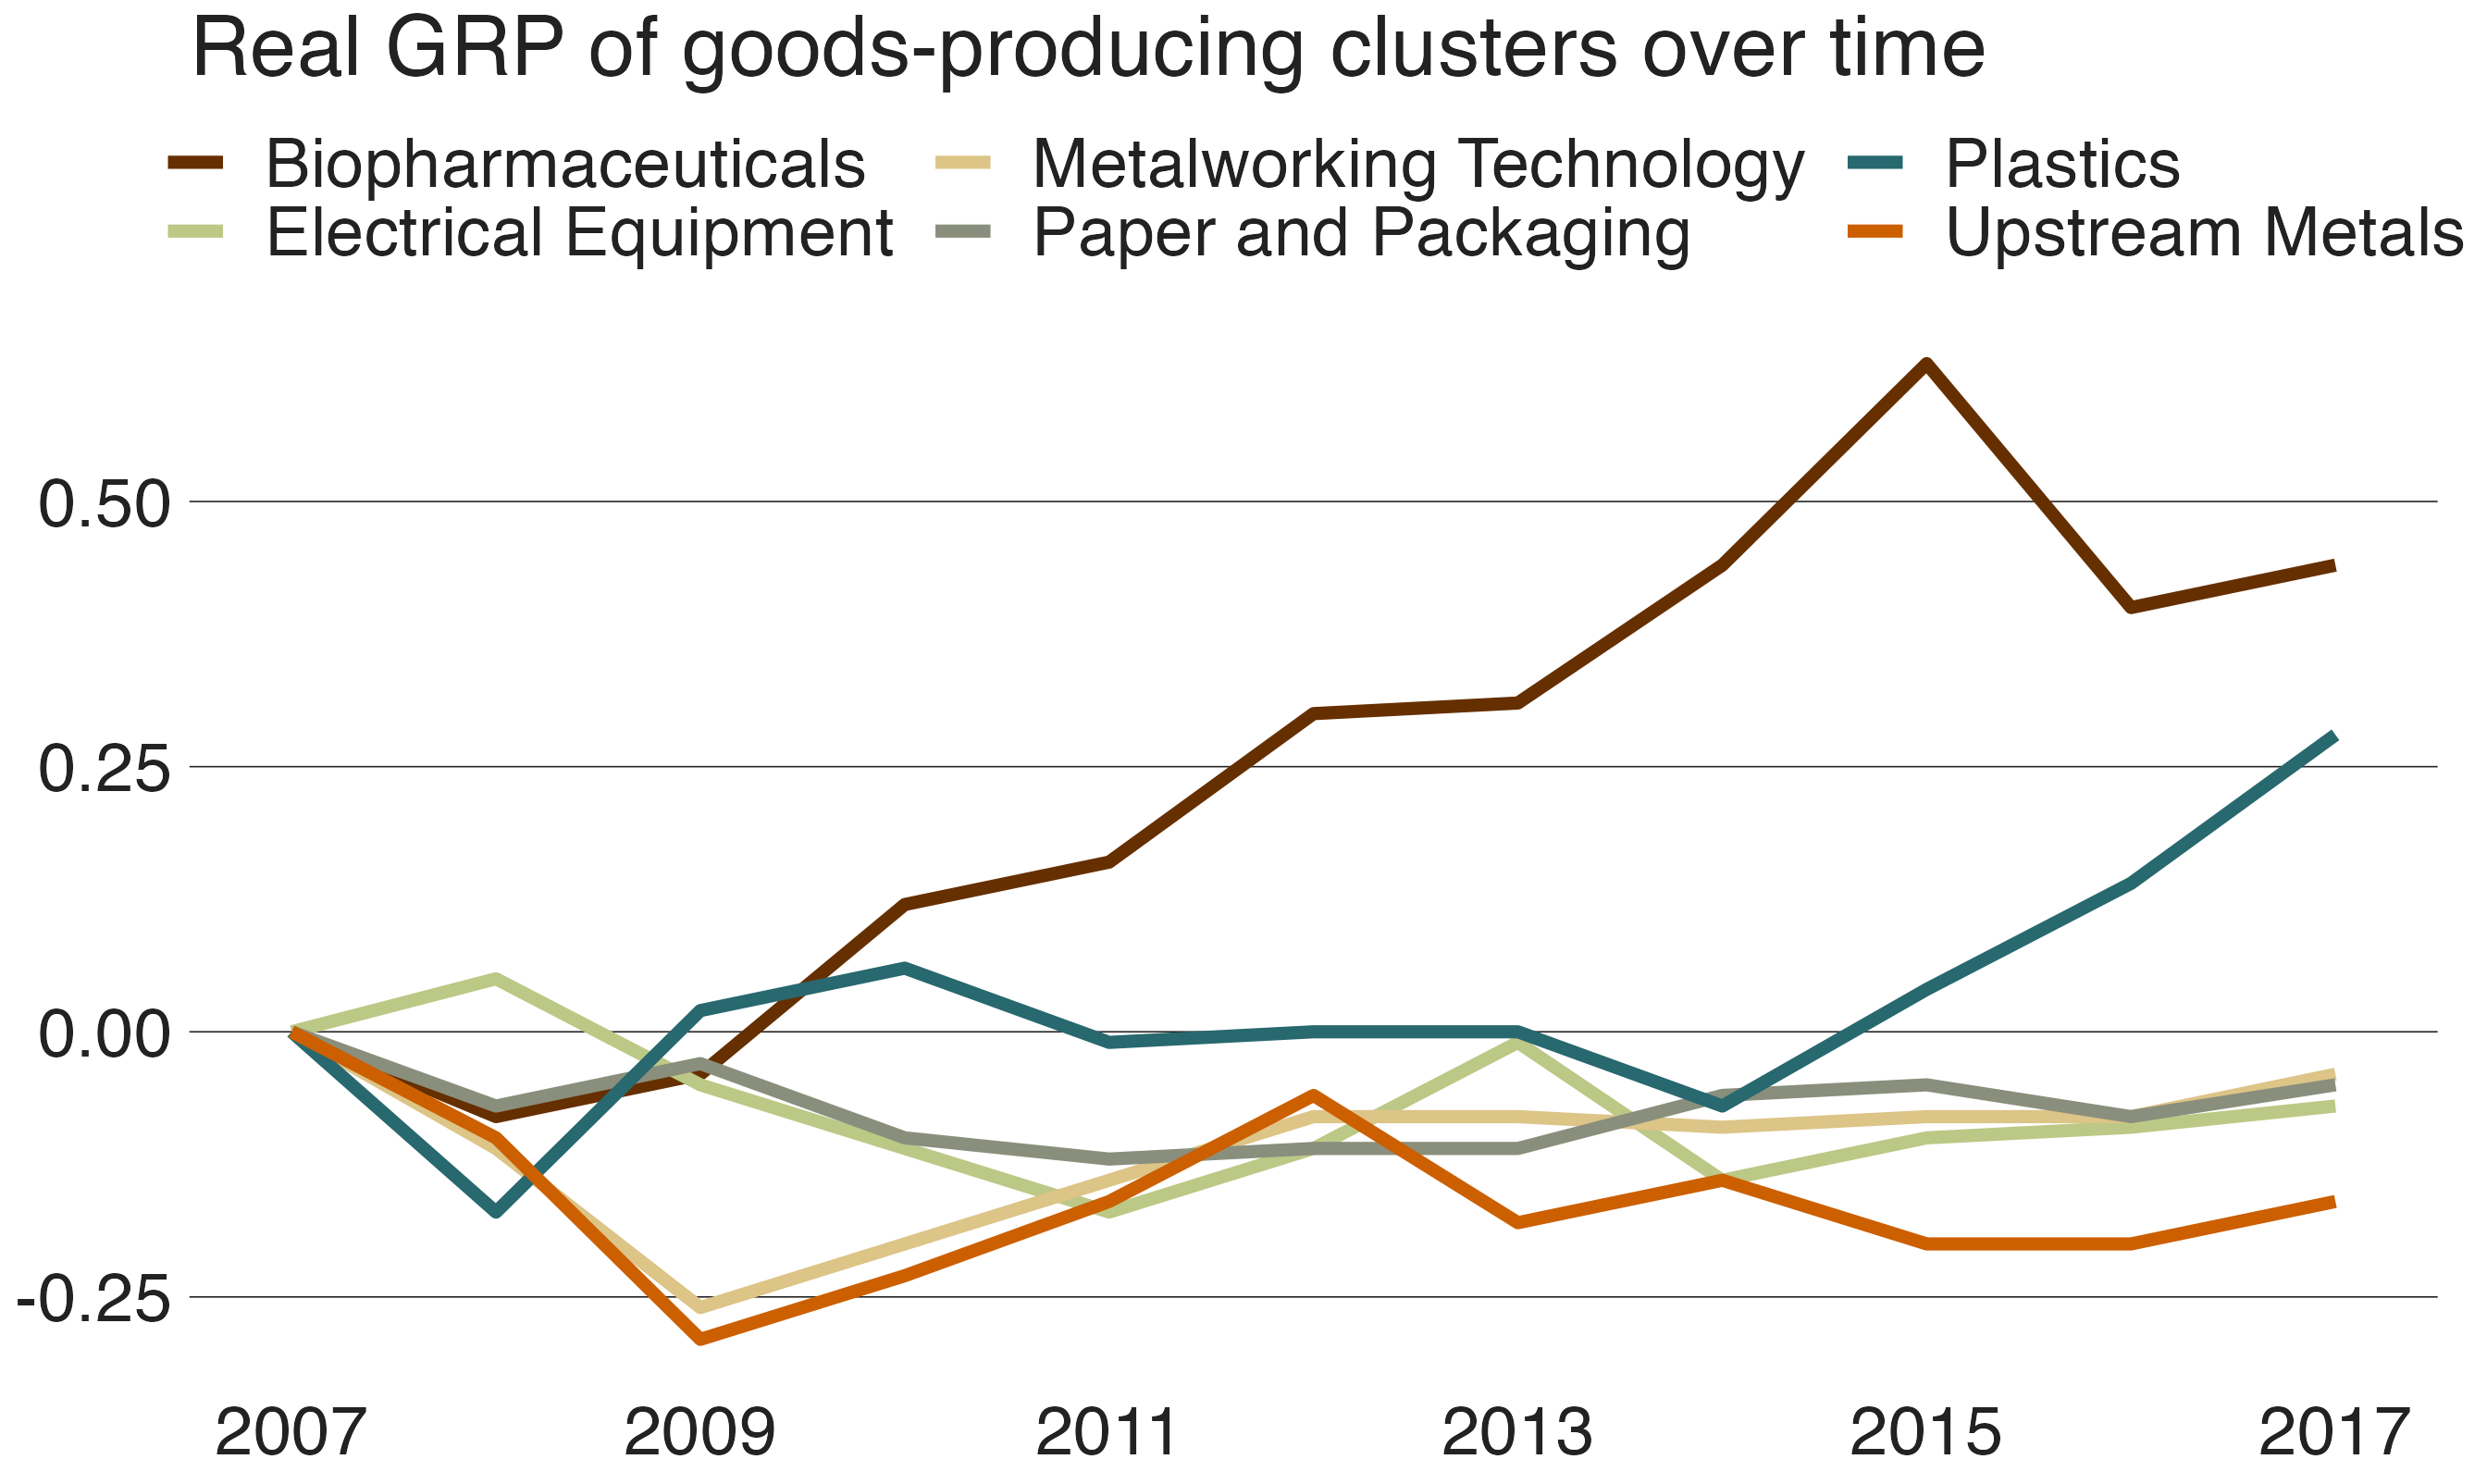 Real GRP of goods-producing clusters over time
Biopharmaceuticals Metalworking Technology Plastics
Electrical Equipment Paper and Packaging Upstream Metals
0.50
0.25
0.00
-0.25
2007 2009 2011 2013 2015 2017